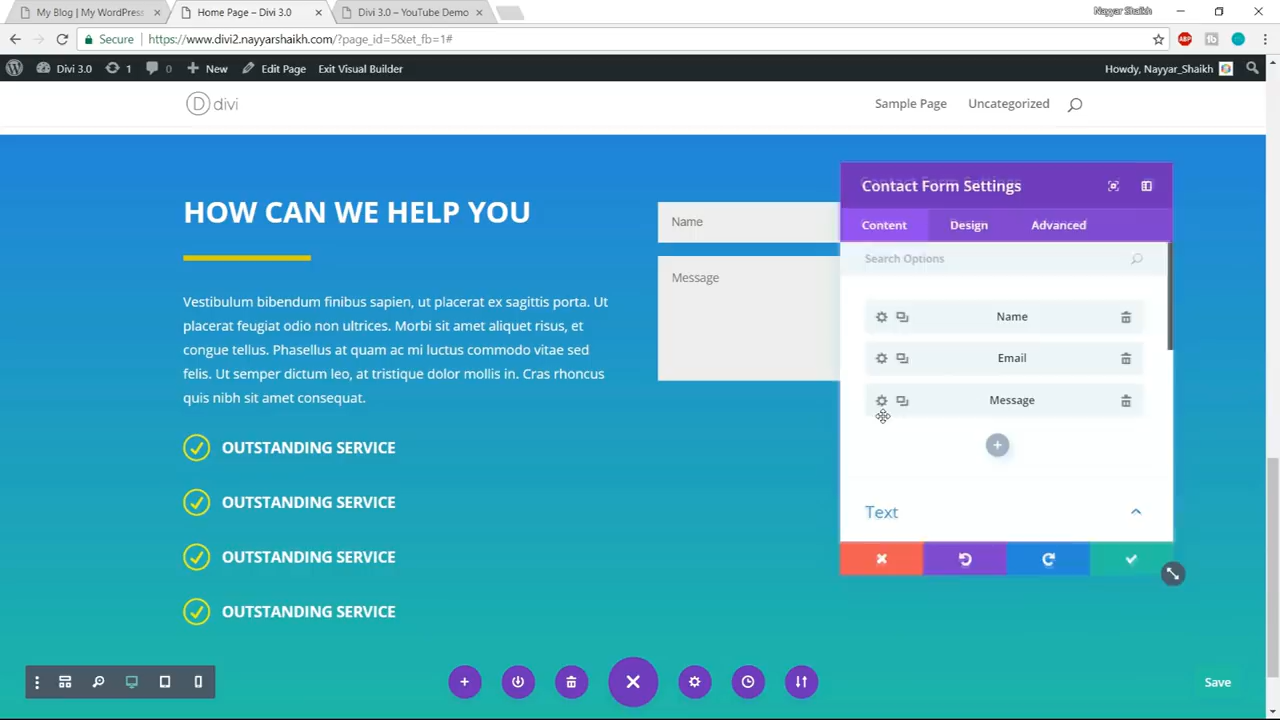 My Blog | My WordPress
Home Page – Divi 3.0
Divi 3.0 – YouTube Demo
Nayyar Shaikh
Secure
https://www.divi2.nayyarshaikh.com/?page_id=5&et_fb=1#
ABP
Divi 3.0
1
0
New
Edit Page
Exit Visual Builder
Howdy, Nayyar_Shaikh
D divi
Sample Page
Uncategorized
HOW CAN WE HELP YOU
Vestibulum bibendum finibus sapien, ut placerat ex sagittis porta. Ut
placerat feugiat odio non ultrices. Morbi sit amet aliquet risus, et
congue tellus. Phasellus at quam ac mi luctus commodo vitae sed
felis. Ut semper dictum leo, at tristique dolor mollis in. Cras rhoncus
quis nibh sit amet consequat.
OUTSTANDING SERVICE
OUTSTANDING SERVICE
OUTSTANDING SERVICE
OUTSTANDING SERVICE
Name
Message
Contact Form Settings
Content
Design
Advanced
Search Options
Name
Email
Message
Text
Save